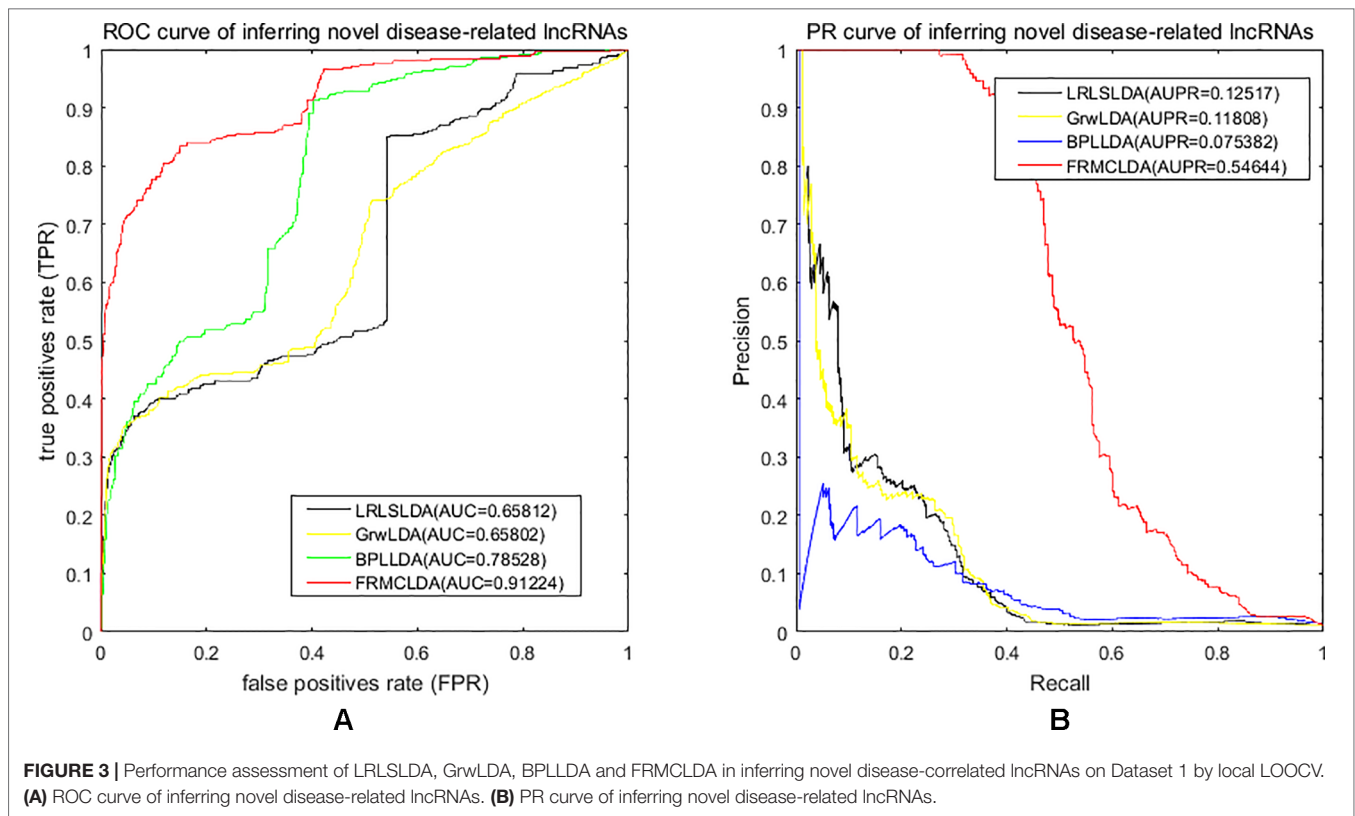 ROC curve of inferring novel disease-related lncRNAs
1
0.9
0.8
0.7
0.6
0.5
0.4
0.3
0.2
0.1
0
true positives rate (TPR)
LRLSLDA(AUC=0.65812)
GrwLDA(AUC=0.65802)
BPLLDA(AUC=0.78528)
FRMCLDA(AUC=0.91224)
0 0.2 0.4 0.6 0.8 1
false positives rate (FPR)
A
PR curve of inferring novel disease-related lncRNAs
1
0.9
0.8
0.7
0.6
0.5
0.4
0.3
0.2
0.1
0
Precision
LRLSLDA(AUPR=0.12517)
GrwLDA(AUPR=0.11808)
BPLLDA(AUPR=0.075382)
FRMCLDA(AUPR=0.54644)
0 0.2 0.4 0.6 0.8 1
Recall
B
FIGURE 3 | Performance assessment of LRLSLDA, GrwLDA, BPLLDA and FRMCLDA in inferring novel disease-correlated lncRNAs on Dataset 1 by local LOOCV.
(A) ROC curve of inferring novel disease-related lncRNAs. (B) PR curve of inferring novel disease-related lncRNAs.